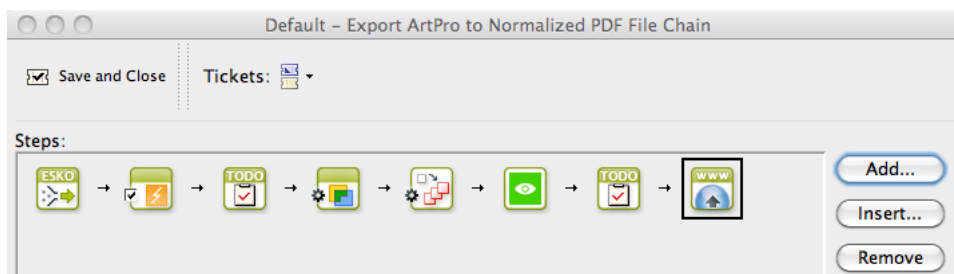 Default – Export ArtPro to Normalized PDF File Chain
Save and Close Tickets:
Steps:
ESKO TODO TODO WWW
Add...
Insert...
Remove